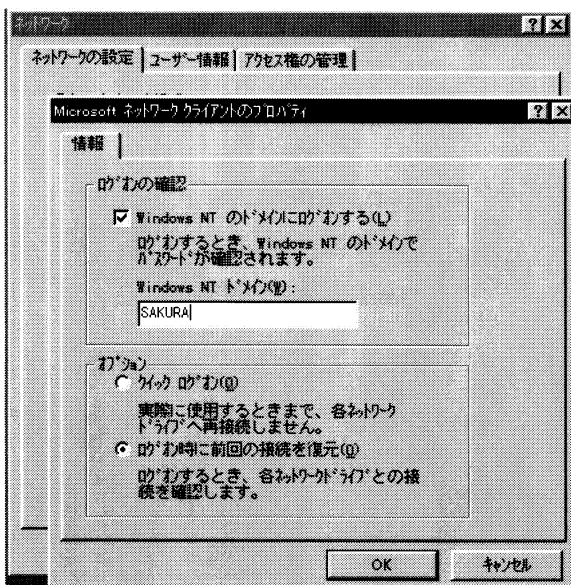 ネットワーク
ネットワークの設定
ユーザー情報
アクセス権の管理
Microsoft ネットワーク クライアントのプロパティ
情報
ログオンの確認
Windows NT のドメインにログオンする(L)
ログオンするとき、Windows NT のドメインで
パスワードが確認されます。
Windows NT ドメイン(W):
SAKURA
オプション
クイック ログオン(Q)
実際に使用するときまで、各ネットワーク
ドライブへ再接続しません。
ログオン時に前回の接続を復元(O)
ログオンするとき、各ネットワークドライブとの接
続を確認します。
OK
キャンセル